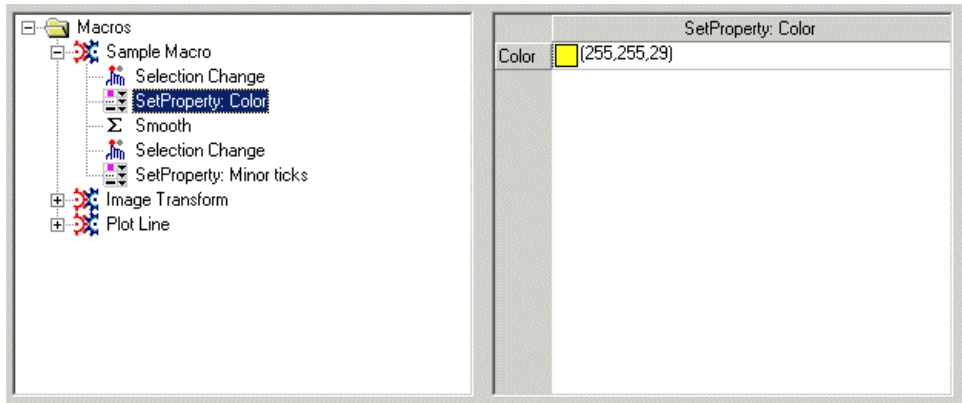 Macros
Sample Macro
Selection Change
SetProperty: Color
Σ Smooth
Selection Change
SetProperty: Minor ticks
Image Transform
Plot Line
SetProperty: Color
Color (255,255,29)